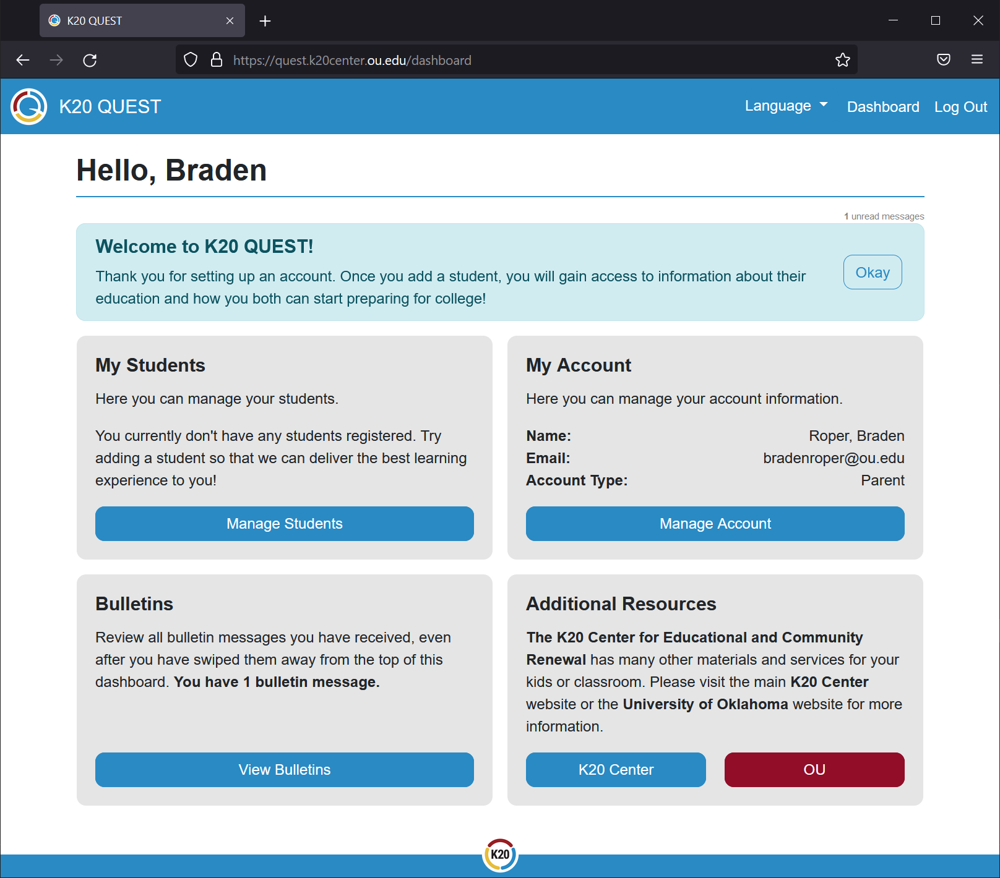 K20 QUEST
https://quest.k20center.ou.edu/dashboard
K20 QUEST
Language Dashboard Log Out
Hello, Braden
1 unread messages
Welcome to K20 QUEST!
Thank you for setting up an account. Once you add a student, you will gain access to information about their
education and how you both can start preparing for college!
Okay
My Students
Here you can manage your students.
You currently don't have any students registered. Try
adding a student so that we can deliver the best learning
experience to you!
Manage Students
My Account
Here you can manage your account information.
Name: Roper, Braden
Email: bradenroper@ou.edu
Account Type: Parent
Manage Account
Bulletins
Review all bulletin messages you have received, even
after you have swiped them away from the top of this
dashboard. You have 1 bulletin message.
View Bulletins
Additional Resources
The K20 Center for Educational and Community
Renewal has many other materials and services for your
kids or classroom. Please visit the main K20 Center
website or the University of Oklahoma website for more
information.
K20 Center
OU
K20